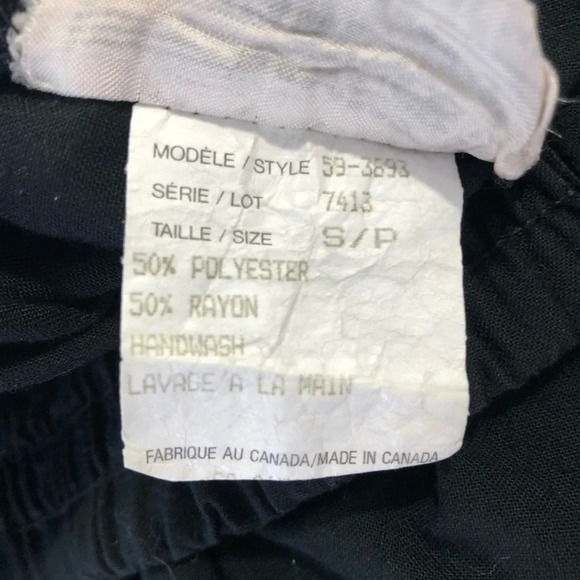 MODÈLE / STYLE 59-3693
SÉRIE / LOT 7413
TAILLE / SIZE S/P
50% POLYESTER
50% RAYON
HANDWASH
LAVAGE A LA MAIN
FABRIQUE AU CANADA/MADE IN CANADA